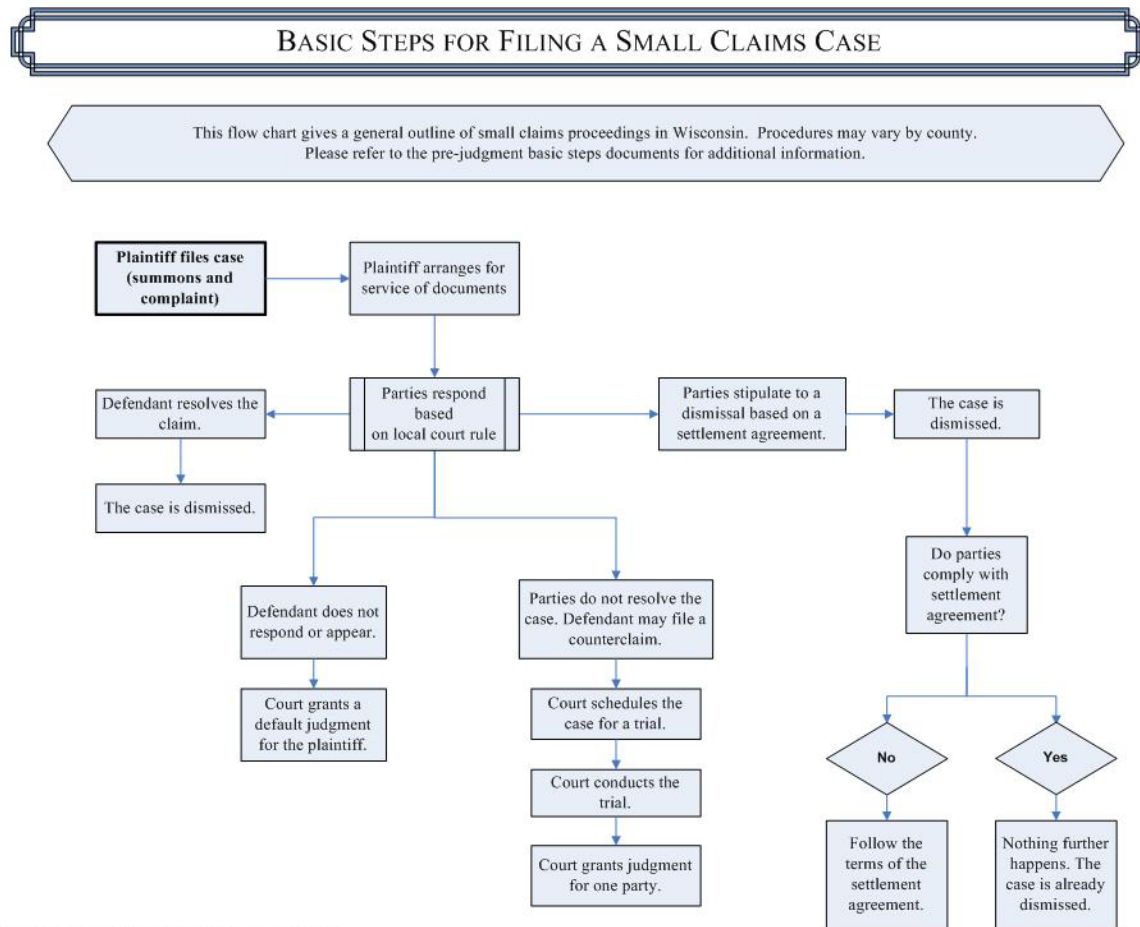 BASIC STEPS FOR FILING A SMALL CLAIMS CASE
This flow chart gives a general outline of small claims proceedings in Wisconsin.  Procedures may vary by county.
Please refer to the pre-judgment basic steps documents for additional information.
Plaintiff files case
(summons and
complaint)
Plaintiff arranges for
service of documents
Defendant resolves the
claim.
Parties respond
based
on local court rule
Parties stipulate to a
dismissal based on a
settlement agreement.
The case is
dismissed.
The case is dismissed.
Defendant does not
respond or appear.
Parties do not resolve the
case. Defendant may file a
counterclaim.
Do parties
comply with
settlement
agreement?
Court grants a
default judgment
for the plaintiff.
Court schedules the
case for a trial.
Court conducts the
trial.
Court grants judgment
for one party.
No
Yes
Follow the
terms of the
settlement
agreement.
Nothing further
happens. The
case is already
dismissed.